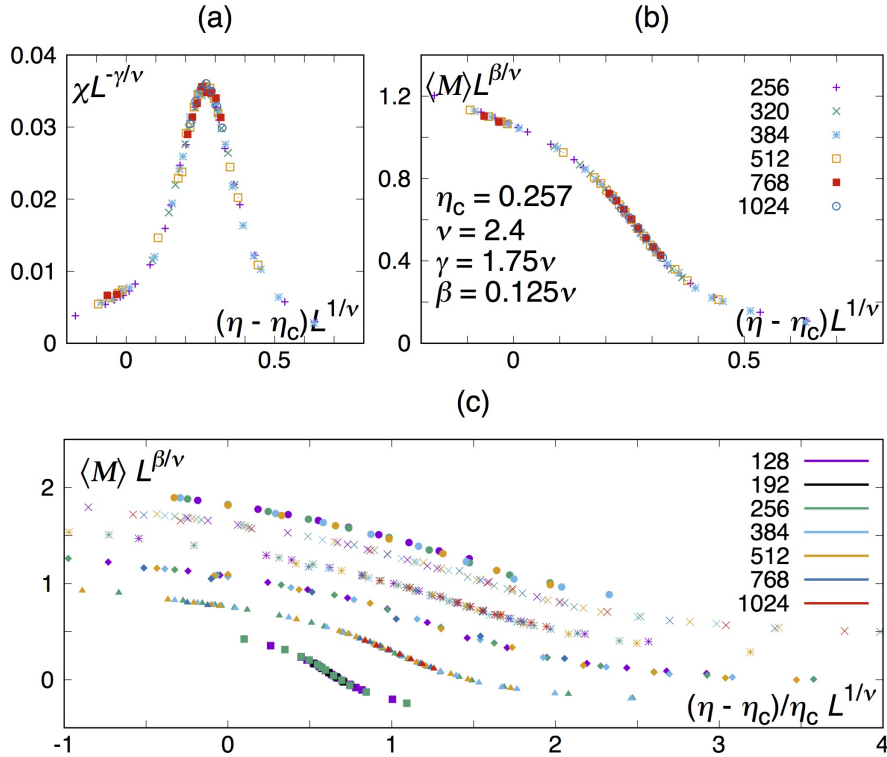 (a)
(b)
0.04
0.03
0.02
0.01
0
χL^{-γ/ν}
(η - η_c)L^{1/ν}
0
0.5
1.2
0.8
0.4
0
⟨M⟩L^{β/ν}
η_c = 0.257
ν = 2.4
γ = 1.75ν
β = 0.125ν
256
320
384
512
768
1024
(η - η_c)L^{1/ν}
0
0.5
(c)
2
1
0
⟨M⟩ L^{β/ν}
128
192
256
384
512
768
1024
(η - η_c)/η_c L^{1/ν}
-1
0
1
2
3
4